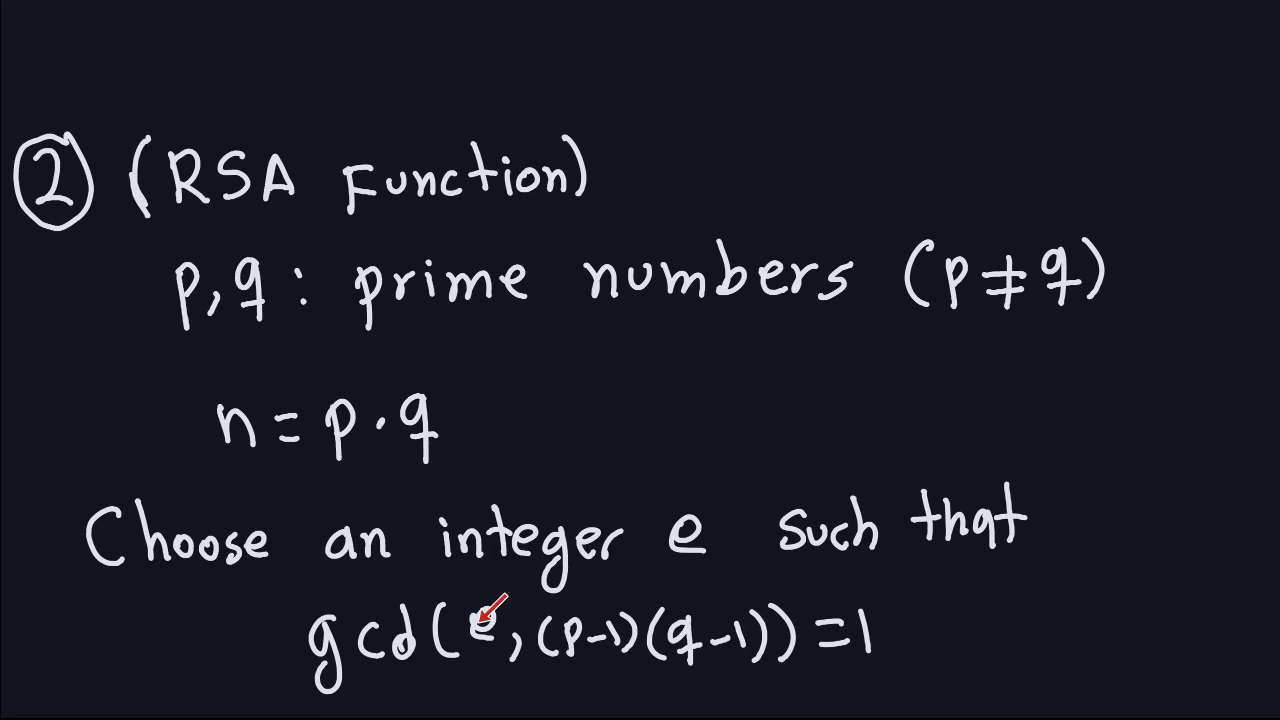 ② (RSA Function)
p, q : prime numbers (p ≠ q)
n = p · q
Choose an integer e such that
gcd(e, (p-1)(q-1)) = 1